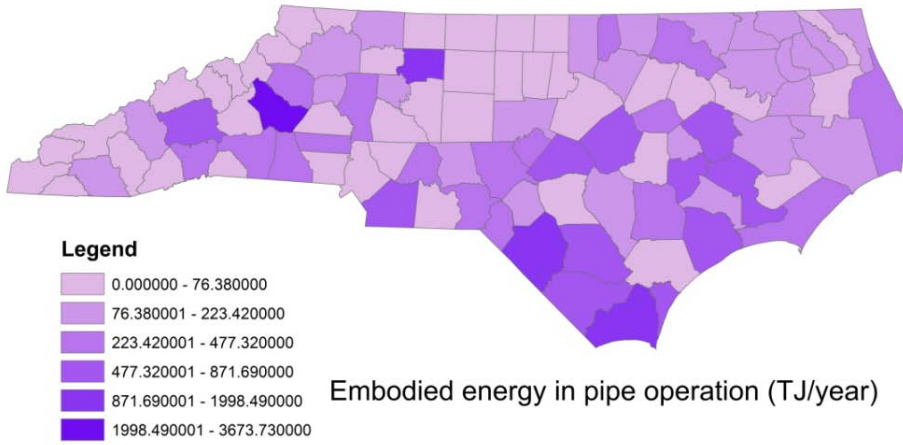 Legend
0.000000 - 76.380000
76.380001 - 223.420000
223.420001 - 477.320000
477.320001 - 871.690000
871.690001 - 1998.490000
1998.490001 - 3673.730000
Embodied energy in pipe operation (TJ/year)